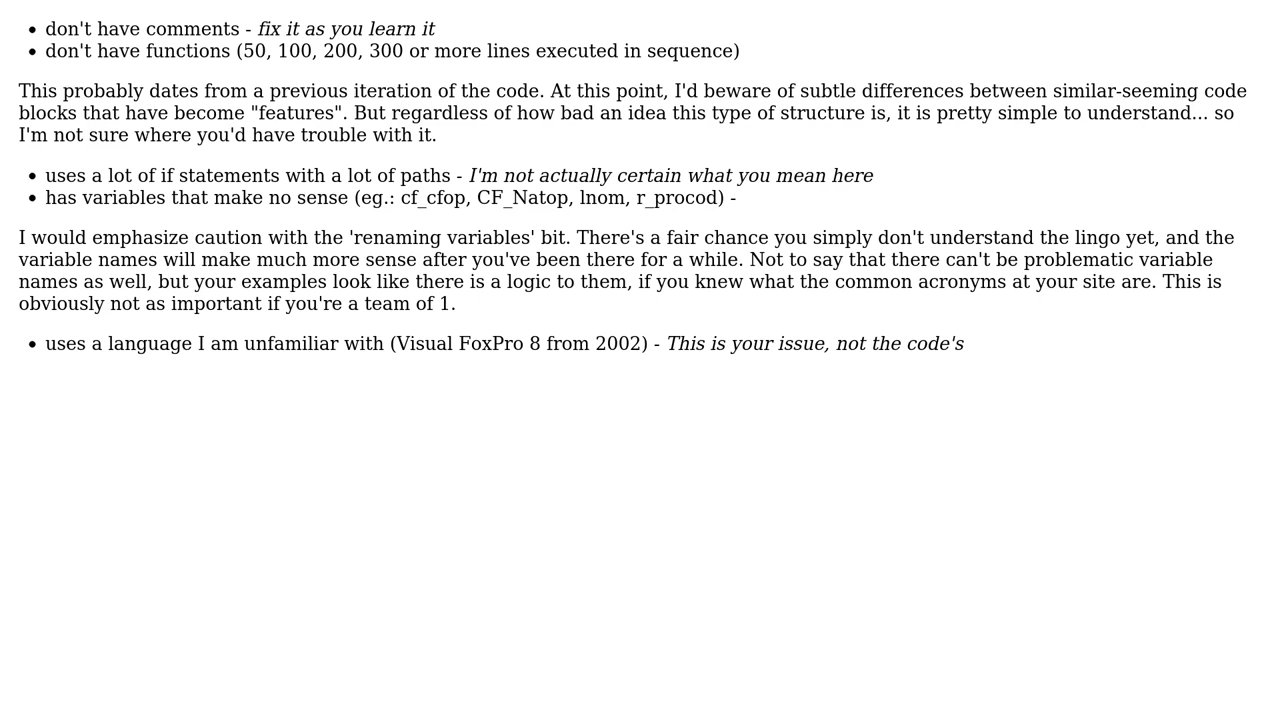 • don't have comments - fix it as you learn it
• don't have functions (50, 100, 200, 300 or more lines executed in sequence)
This probably dates from a previous iteration of the code. At this point, I'd beware of subtle differences between similar-seeming code
blocks that have become "features". But regardless of how bad an idea this type of structure is, it is pretty simple to understand... so
I'm not sure where you'd have trouble with it.
• uses a lot of if statements with a lot of paths - I'm not actually certain what you mean here
• has variables that make no sense (eg.: cf_cfop, CF_Natop, lnom, r_procod) -
I would emphasize caution with the 'renaming variables' bit. There's a fair chance you simply don't understand the lingo yet, and the
variable names will make much more sense after you've been there for a while. Not to say that there can't be problematic variable
names as well, but your examples look like there is a logic to them, if you knew what the common acronyms at your site are. This is
obviously not as important if you're a team of 1.
• uses a language I am unfamiliar with (Visual FoxPro 8 from 2002) - This is your issue, not the code's